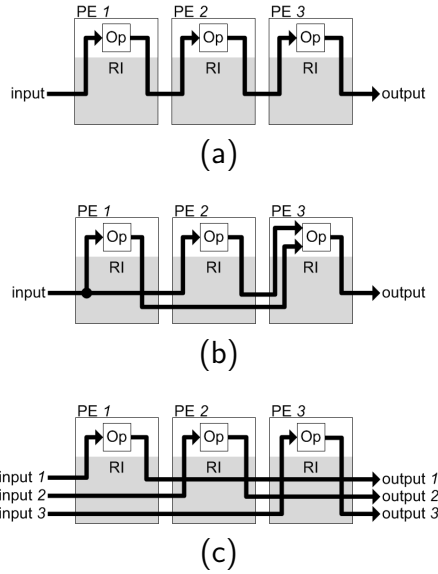 PE 1 PE 2 PE 3
Op Op Op
RI RI RI
input output
(a)
PE 1 PE 2 PE 3
Op Op Op
RI RI RI
input output
(b)
PE 1 PE 2 PE 3
Op Op Op
RI RI RI
input 1 output 1
input 2 output 2
input 3 output 3
(c)